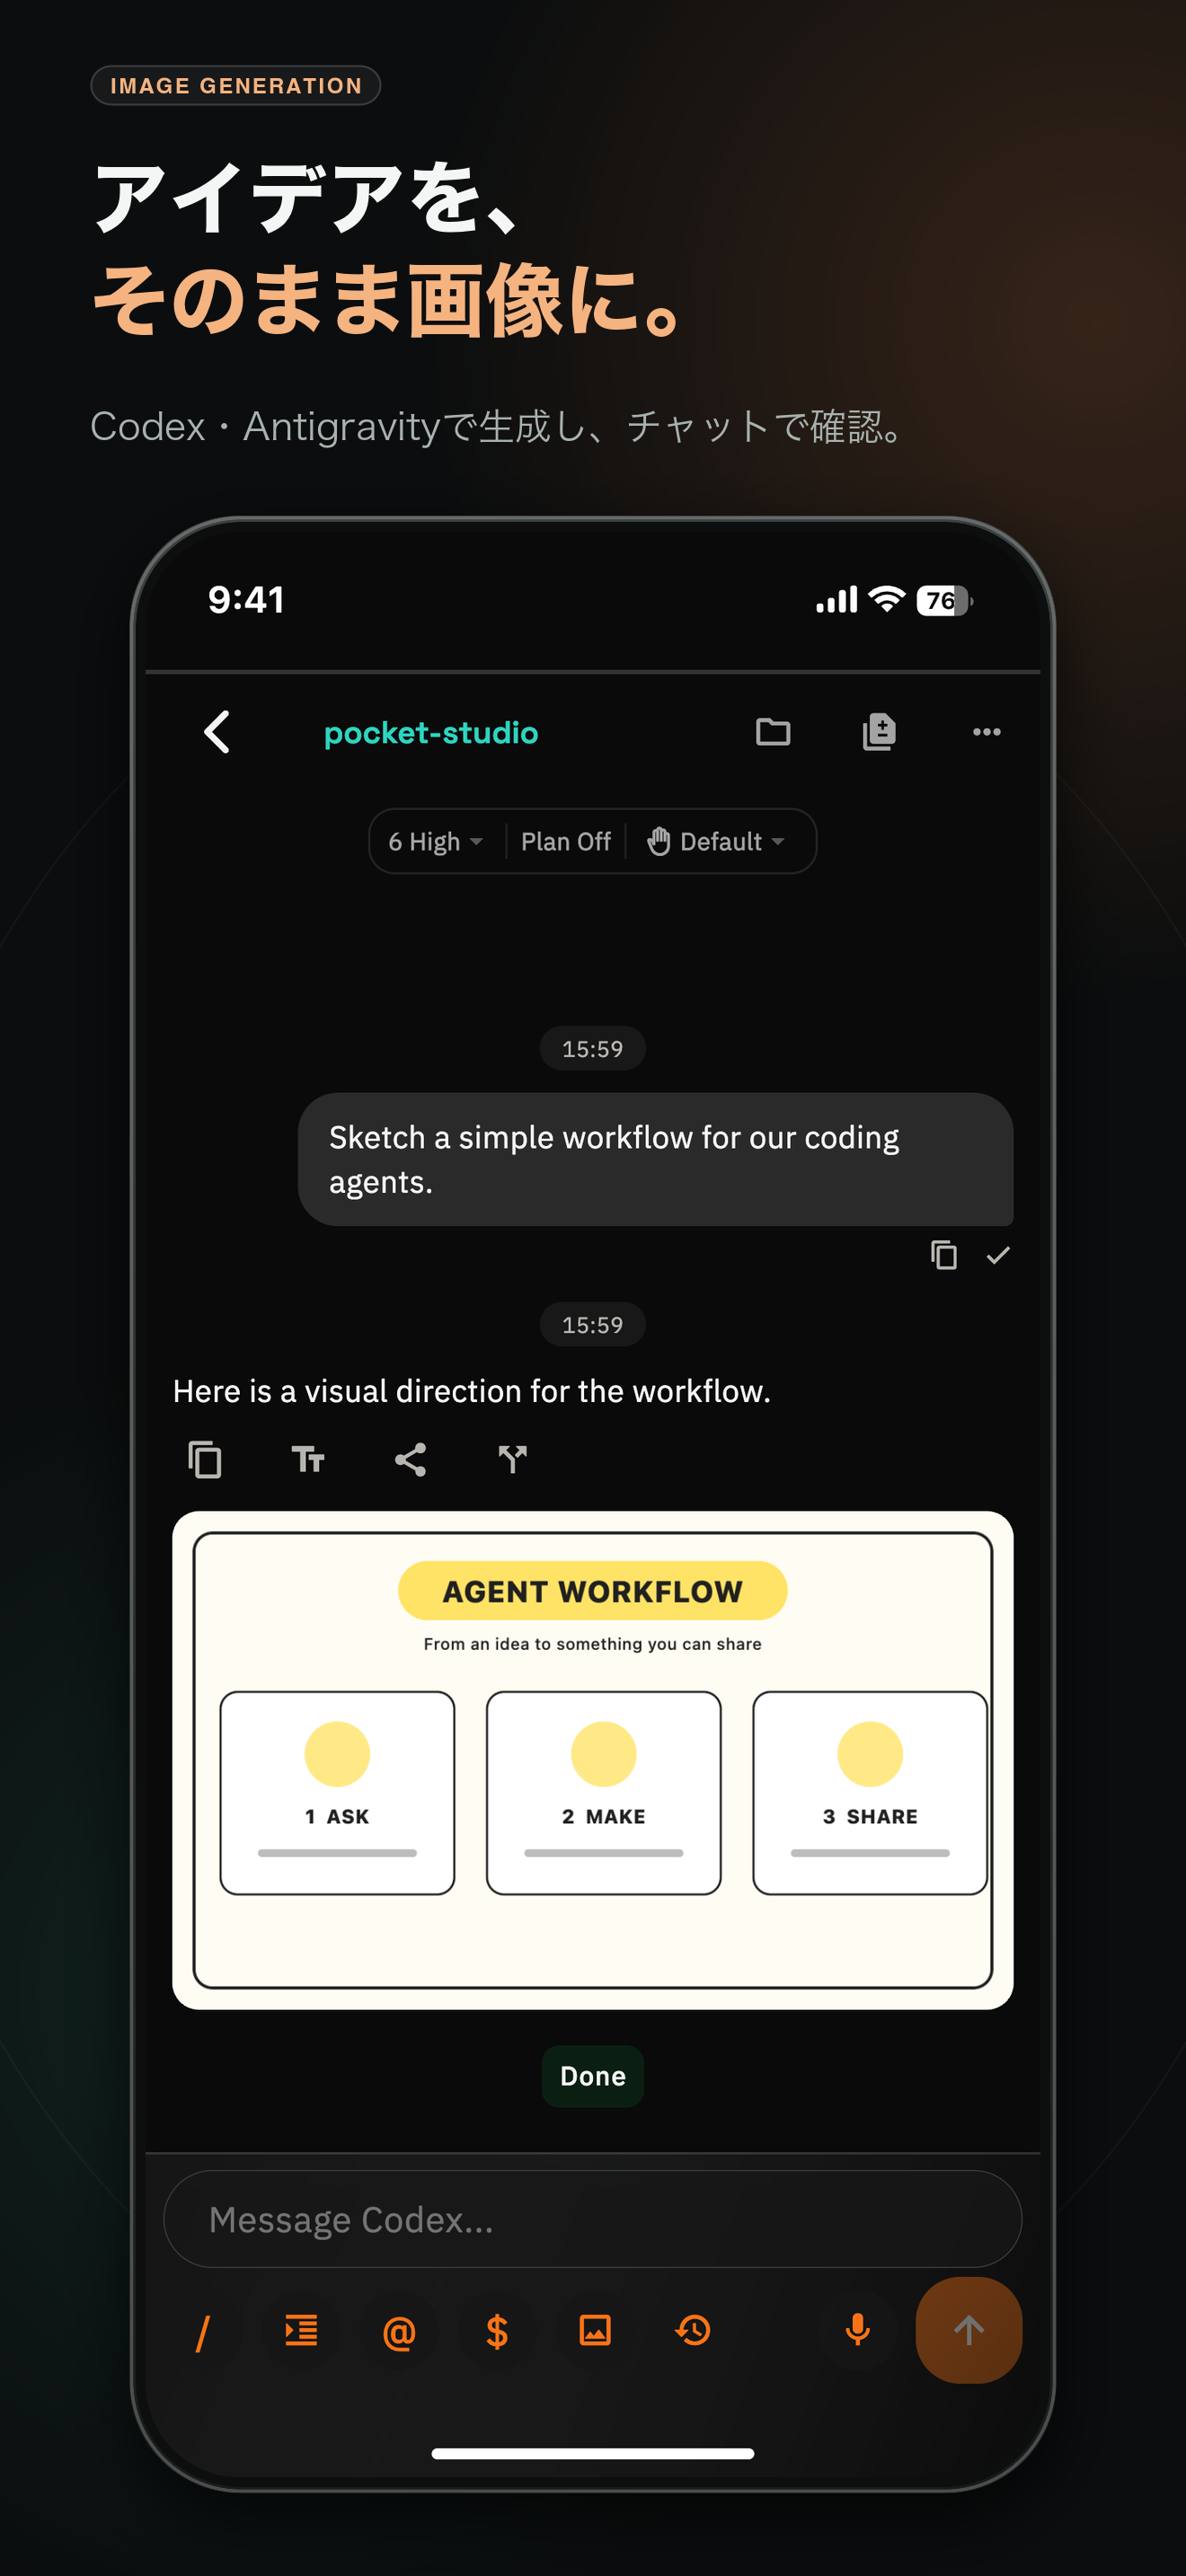 IMAGE GENERATION
アイデアを、
そのまま画像に。
Codex・Antigravityで生成し、チャットで確認。
9:41
76
pocket-studio
6 High
Plan Off
Default
15:59
Sketch a simple workflow for our coding
agents.
15:59
Here is a visual direction for the workflow.
AGENT WORKFLOW
From an idea to something you can share
1 ASK
2 MAKE
3 SHARE
Done
Message Codex...
/
@
$